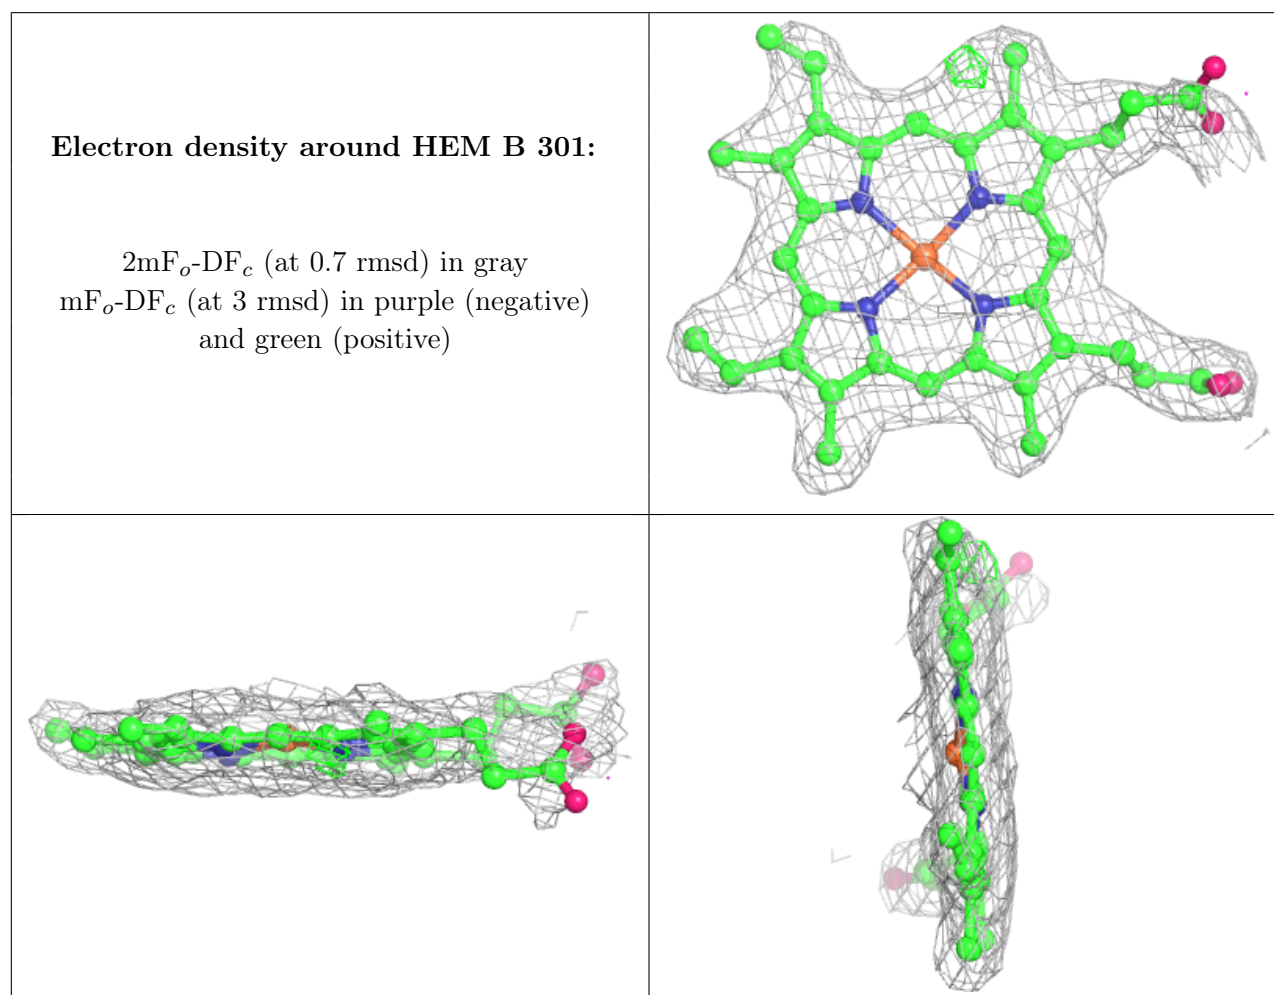 Electron density around HEM B 301:
2mFₒ-DF𝒸 (at 0.7 rmsd) in gray
mFₒ-DF𝒸 (at 3 rmsd) in purple (negative)
and green (positive)